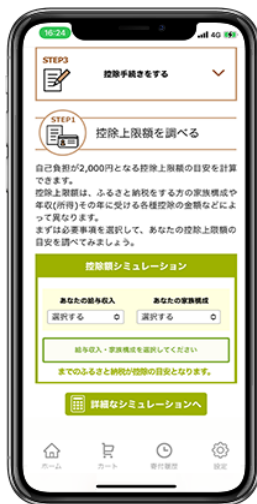 16:24
4G
STEP3
控除手続きをする
STEP1
控除上限額を調べる
自己負担が2,000円となる控除上限額の目安を計算
できます。
控除上限額は、ふるさと納税をする方の家族構成や
年収(所得)その年に受ける各種控除の金額などによ
って異なります。
まずは必要事項を選択して、あなたの控除上限額の
目安を調べてみましょう。
控除額シミュレーション
あなたの給与収入 あなたの家族構成
選択する 選択する
給与収入・家族構成を選択してください
までのふるさと納税が控除の目安となります。
詳細なシミュレーションへ
ホーム カート 寄付履歴 設定